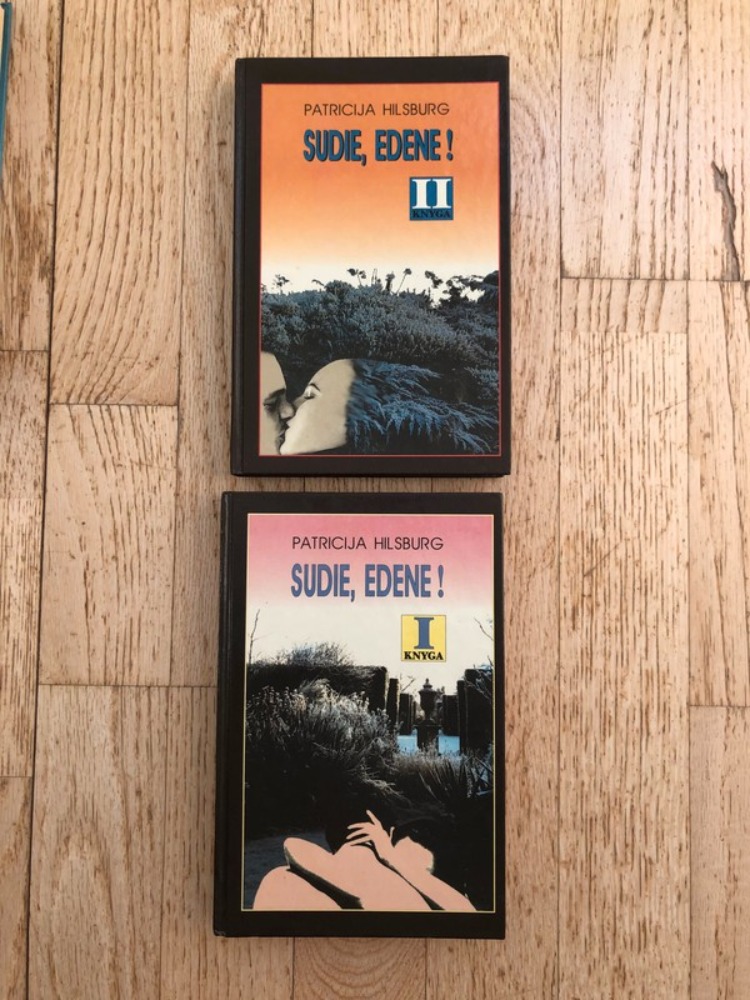 PATRICIJA HILSBURG
SUDIE, EDENE!
II
KNYGA
PATRICIJA HILSBURG
SUDIE, EDENE!
I
KNYGA